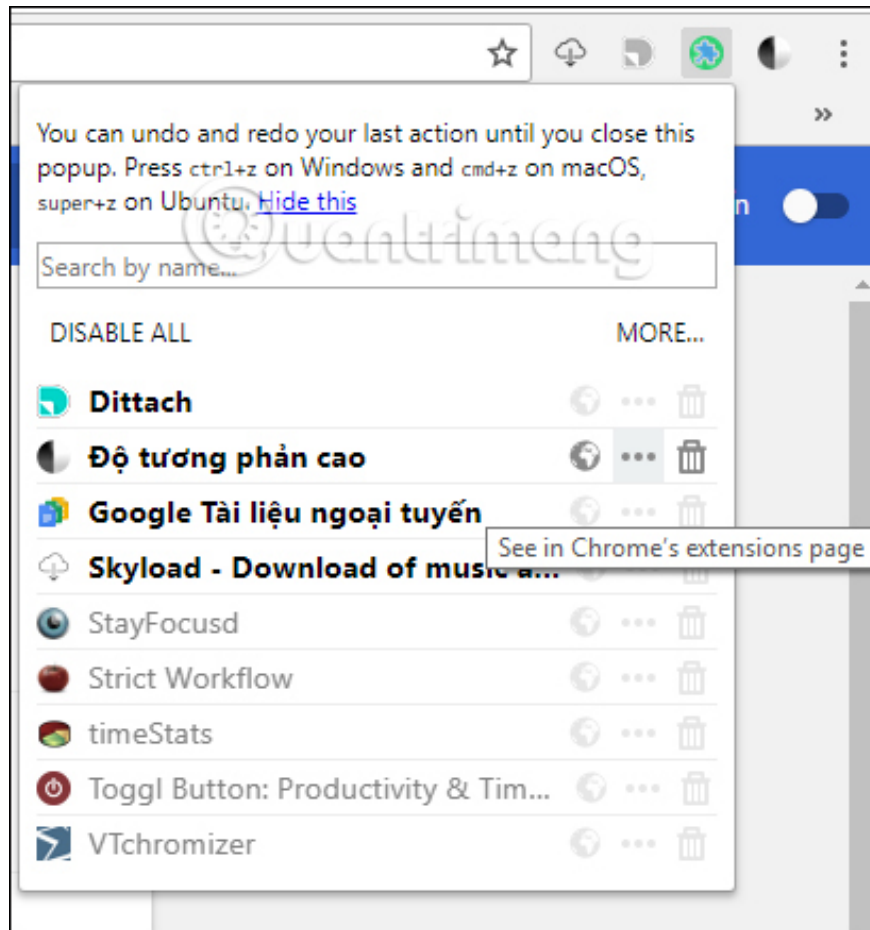 You can undo and redo your last action until you close this
popup. Press ctrl+z on Windows and cmd+z on macOS,
super+z on Ubuntu. Hide this
n
Quantrimang
Search by name...
DISABLE ALL MORE...
Dittach
Độ tương phản cao
Google Tài liệu ngoại tuyến
See in Chrome's extensions page
Skyload - Download of music a...
StayFocusd
Strict Workflow
timeStats
Toggl Button: Productivity & Tim...
VTchromizer